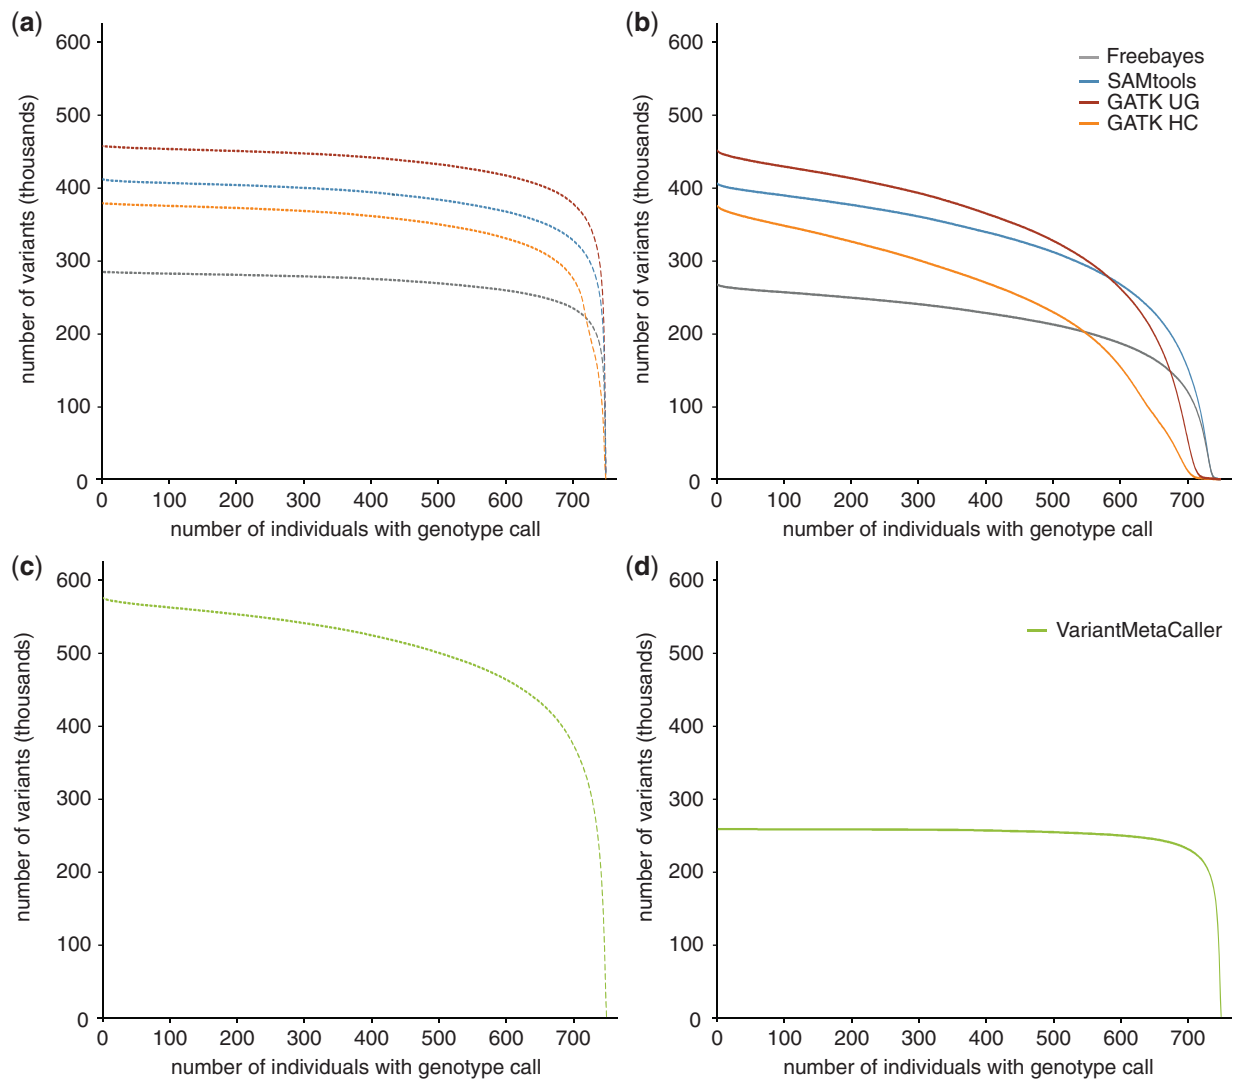 (a)
600
500
400
300
200
100
0
number of variants (thousands)
0 100 200 300 400 500 600 700
number of individuals with genotype call
(b)
600
500
400
300
200
100
0
number of variants (thousands)
Freebayes
SAMtools
GATK UG
GATK HC
0 100 200 300 400 500 600 700
number of individuals with genotype call
(c)
600
500
400
300
200
100
0
number of variants (thousands)
0 100 200 300 400 500 600 700
number of individuals with genotype call
(d)
600
500
400
300
200
100
0
number of variants (thousands)
VariantMetaCaller
0 100 200 300 400 500 600 700
number of individuals with genotype call